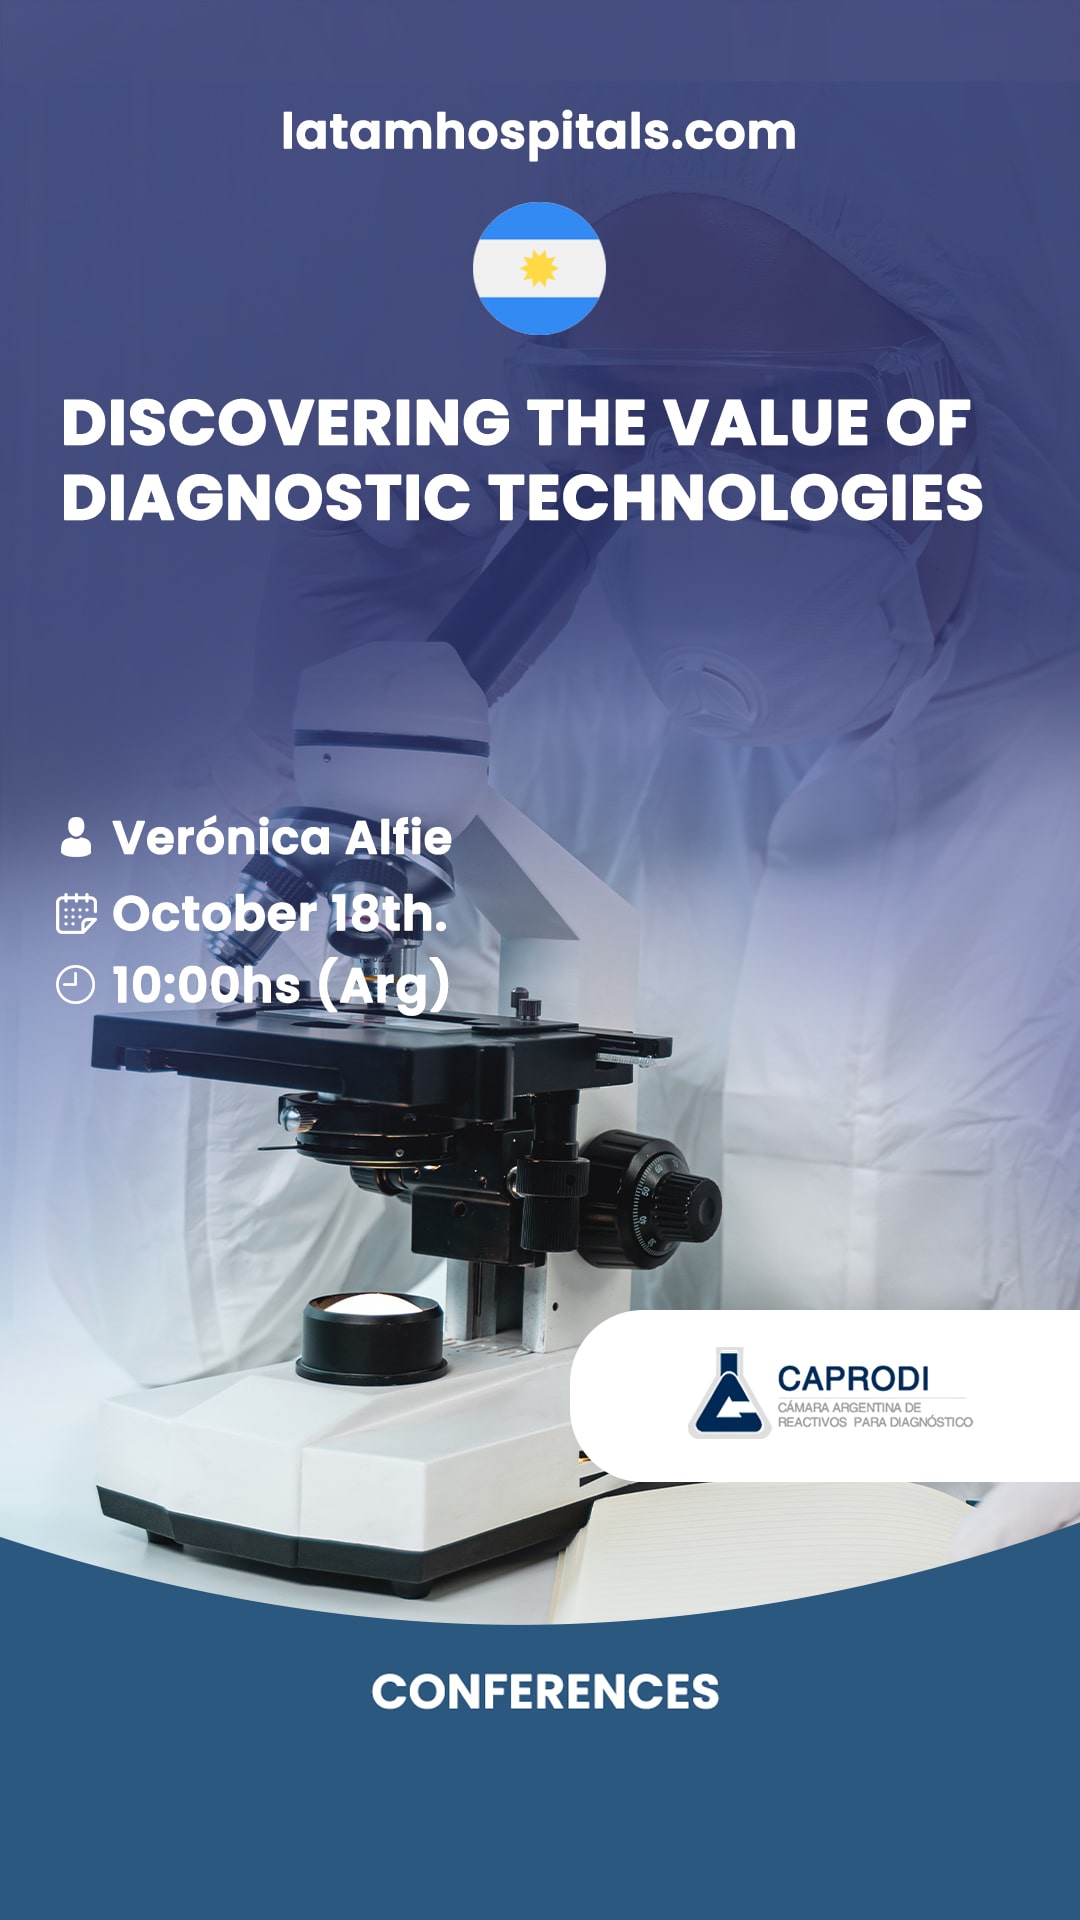 latamhospitals.com
DISCOVERING THE VALUE OF
DIAGNOSTIC TECHNOLOGIES
Verónica Alfie
October 18th.
10:00hs (Arg)
CAPRODI
CÁMARA ARGENTINA DE
REACTIVOS PARA DIAGNÓSTICO
CONFERENCES